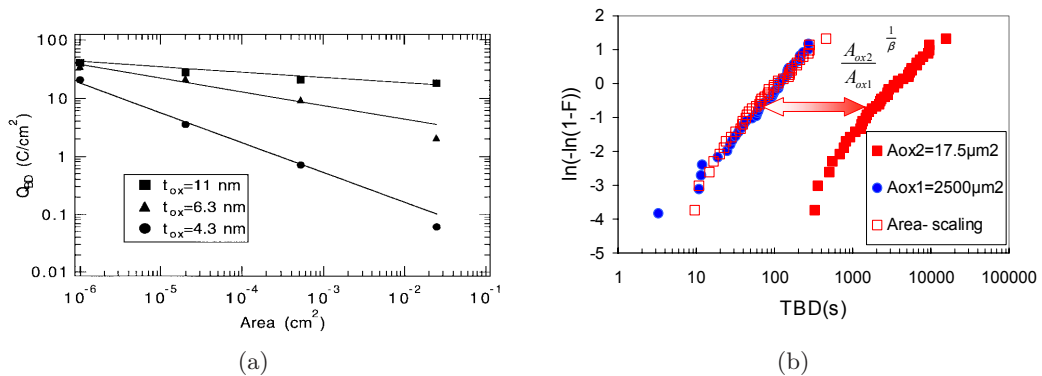 (a)
100
10
1
0.1
0.01
Q_BD (C/cm²)
t_ox=11 nm
t_ox=6.3 nm
t_ox=4.3 nm
10⁻⁶ 10⁻⁵ 10⁻⁴ 10⁻³ 10⁻² 10⁻¹
Area (cm²)
(a)
2
1
0
-1
-2
-3
-4
-5
ln(-ln(1-F))
A_ox2 / A_ox1 1/β
Aox2=17.5µm2
Aox1=2500µm2
Area- scaling
1 10 100 1000 10000 100000
TBD(s)
(b)